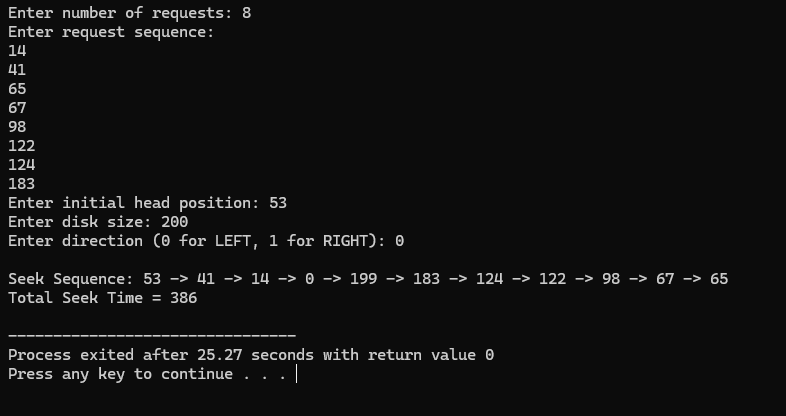 Enter number of requests: 8
Enter request sequence:
14
41
65
67
98
122
124
183
Enter initial head position: 53
Enter disk size: 200
Enter direction (0 for LEFT, 1 for RIGHT): 0
Seek Sequence: 53 -> 41 -> 14 -> 0 -> 199 -> 183 -> 124 -> 122 -> 98 -> 67 -> 65
Total Seek Time = 386
--------------------------------
Process exited after 25.27 seconds with return value 0
Press any key to continue . . .